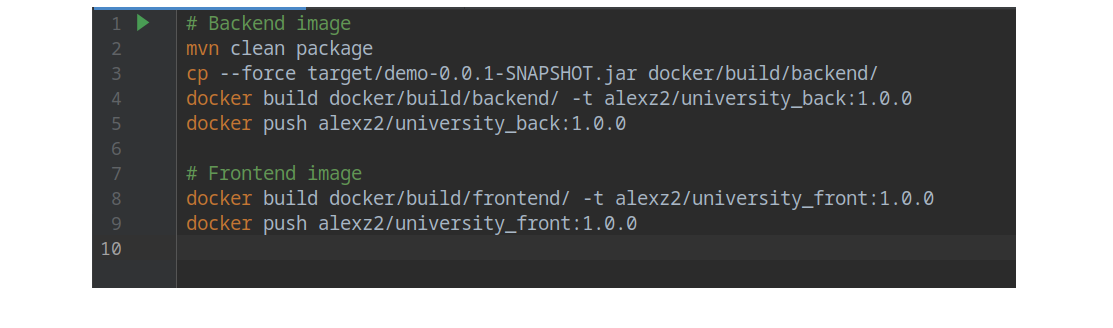 1 # Backend image
2 mvn clean package
3 cp --force target/demo-0.0.1-SNAPSHOT.jar docker/build/backend/
4 docker build docker/build/backend/ -t alexz2/university_back:1.0.0
5 docker push alexz2/university_back:1.0.0
6
7 # Frontend image
8 docker build docker/build/frontend/ -t alexz2/university_front:1.0.0
9 docker push alexz2/university_front:1.0.0
10